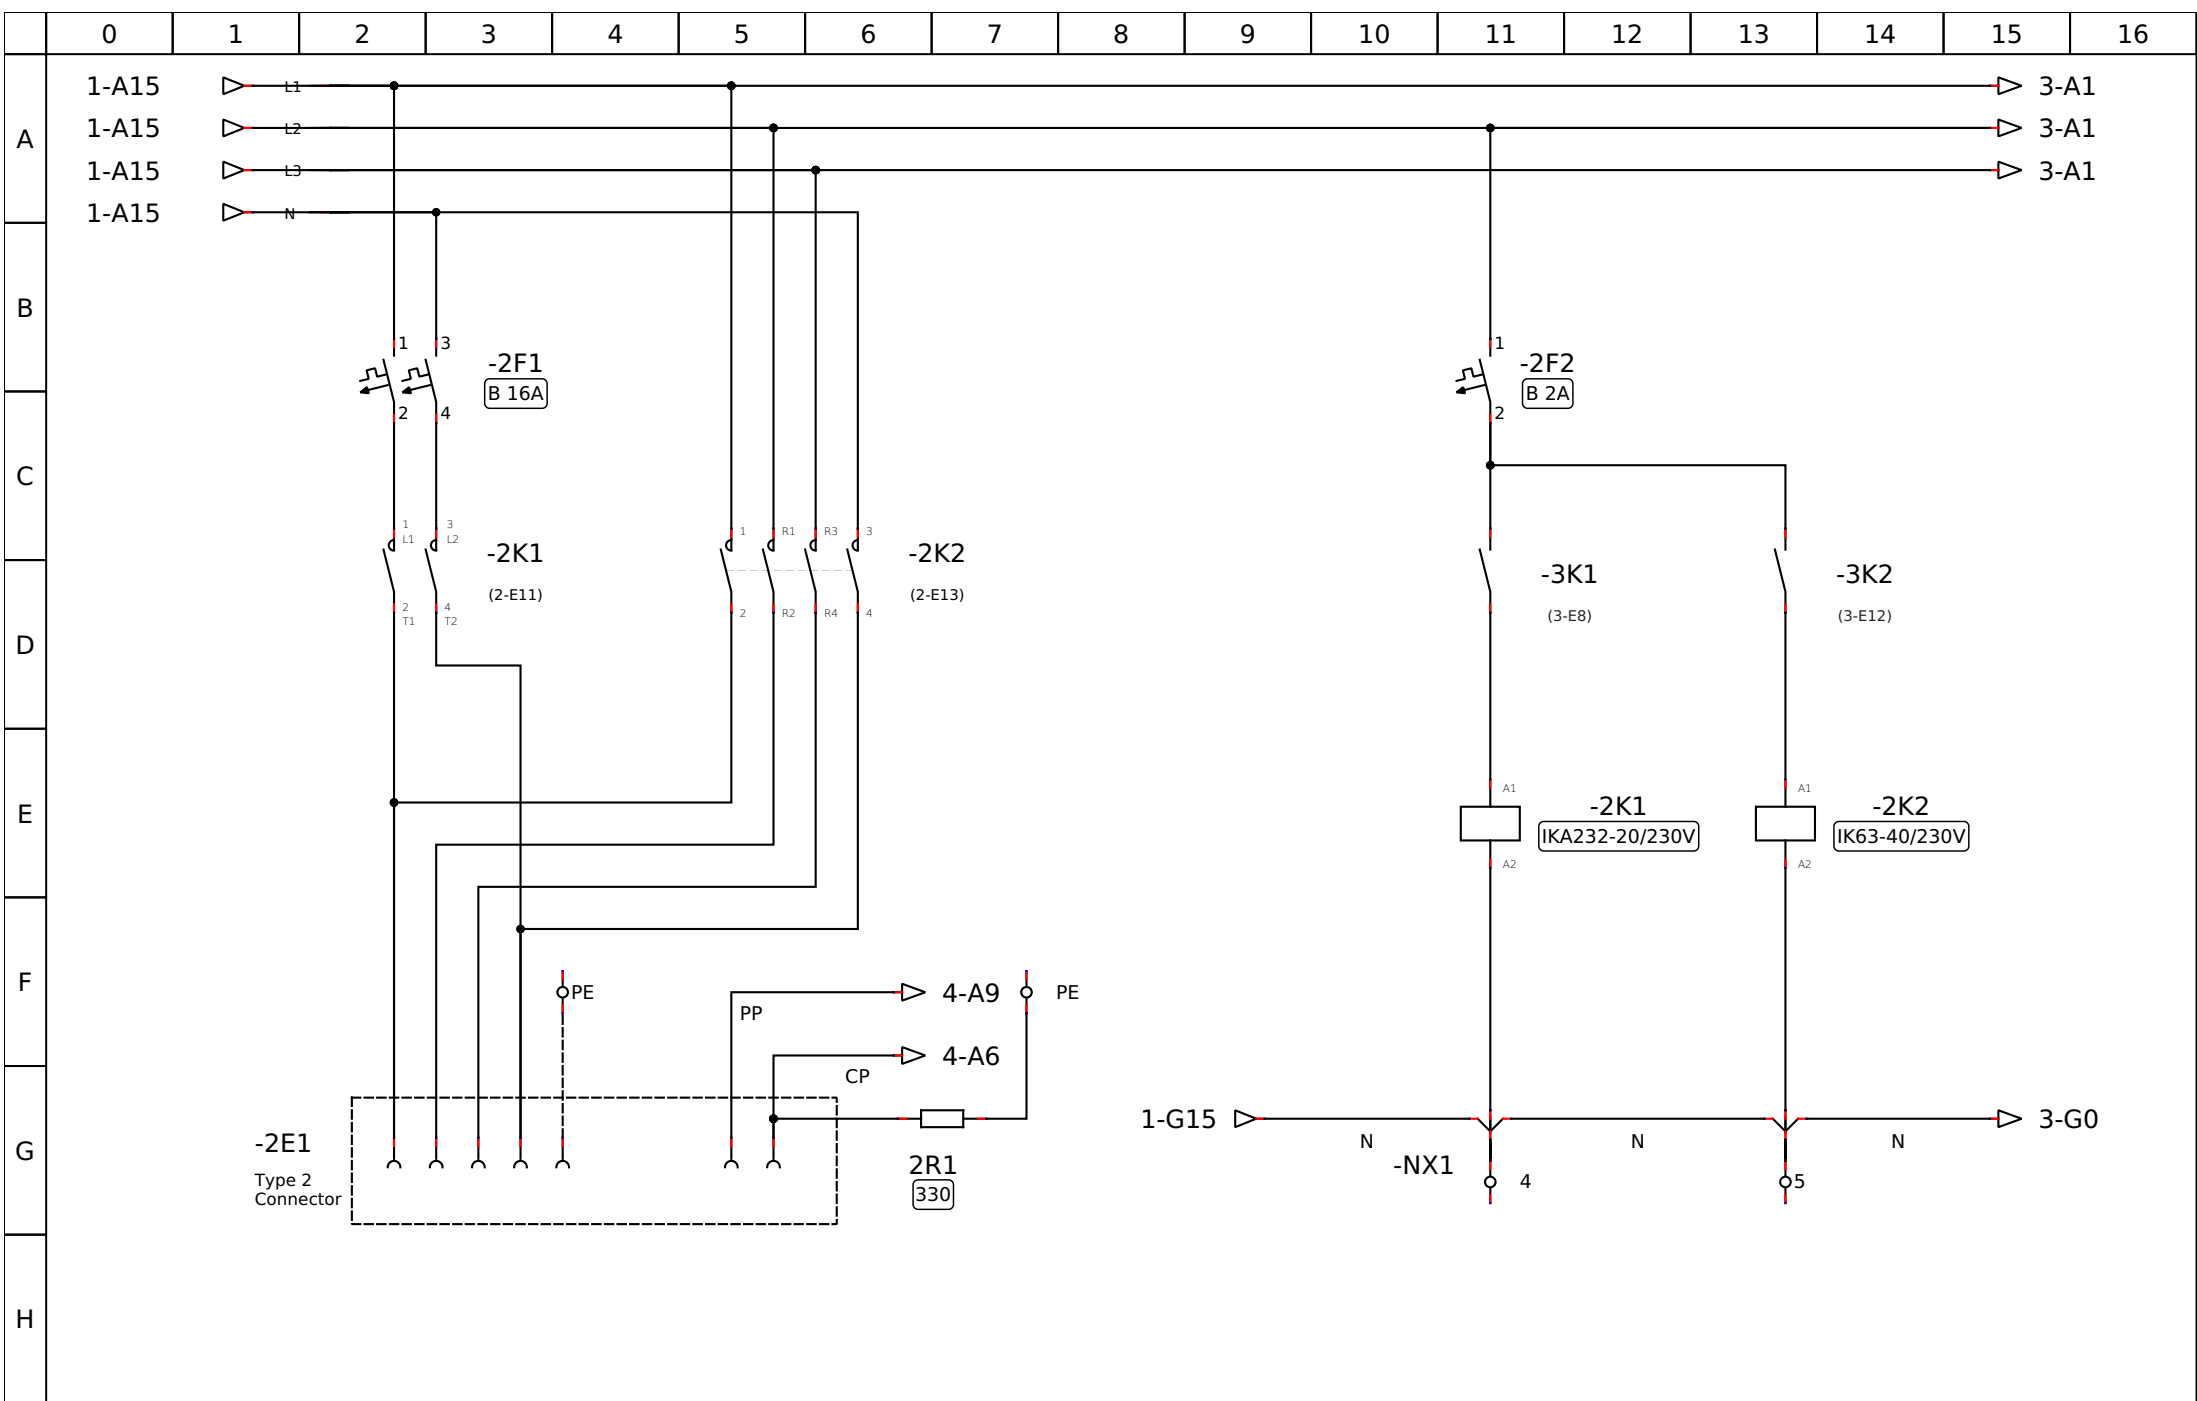 0 1 2 3 4 5 6 7 8 9 10 11 12 13 14 15 16
A
B
C
D
E
F
G
H
1-A15 L1 3-A1
1-A15 L2 3-A1
1-A15 L3 3-A1
1-A15 N
1 3
-2F1
B 16A
2 4
1
-2F2
B 2A
2
1 3
L1 L2
-2K1
(2-E11)
2 4
T1 T2
1 R1 R3 3
-2K2
(2-E13)
2 R2 R4 4
-3K1
(3-E8)
-3K2
(3-E12)
A1
-2K1
IKA232-20/230V
A2
A1
-2K2
IK63-40/230V
A2
PE
PP
4-A9
PE
CP
4-A6
-2E1
Type 2
Connector
2R1
330
1-G15 N N N 3-G0
-NX1 4 5